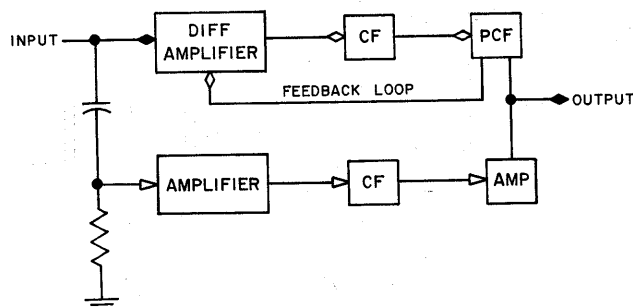 INPUT
DIFF
AMPLIFIER
CF
PCF
FEEDBACK LOOP
OUTPUT
AMPLIFIER
CF
AMP